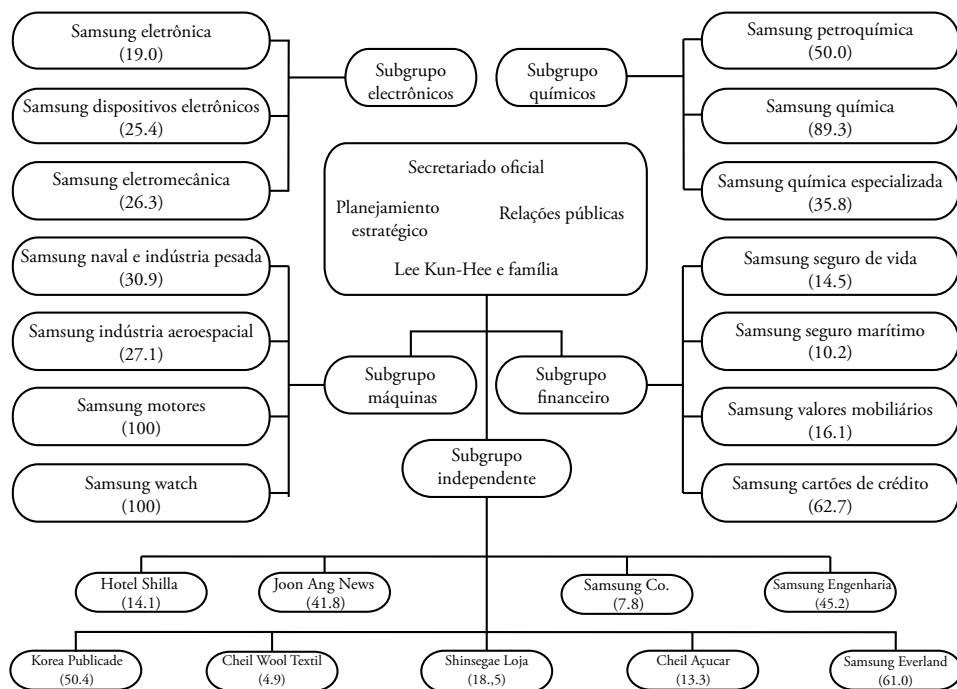 Samsung eletrônica
(19.0)
Samsung dispositivos eletrônicos
(25.4)
Samsung eletromecânica
(26.3)
Subgrupo
electrônicos
Subgrupo
químicos
Samsung petroquímica
(50.0)
Samsung química
(89.3)
Samsung química especializada
(35.8)
Secretariado oficial
Planejamiento
estratégico
Relações públicas
Lee Kun-Hee e família
Samsung naval e indústria pesada
(30.9)
Samsung indústria aeroespacial
(27.1)
Samsung motores
(100)
Samsung watch
(100)
Subgrupo
máquinas
Subgrupo
financeiro
Samsung seguro de vida
(14.5)
Samsung seguro marítimo
(10.2)
Samsung valores mobiliários
(16.1)
Samsung cartões de crédito
(62.7)
Subgrupo
independente
Hotel Shilla
(14.1)
Joon Ang News
(41.8)
Samsung Co.
(7.8)
Samsung Engenharia
(45.2)
Korea Publicade
(50.4)
Cheil Wool Textil
(4.9)
Shinsegae Loja
(18.,5)
Cheil Açucar
(13.3)
Samsung Everland
(61.0)